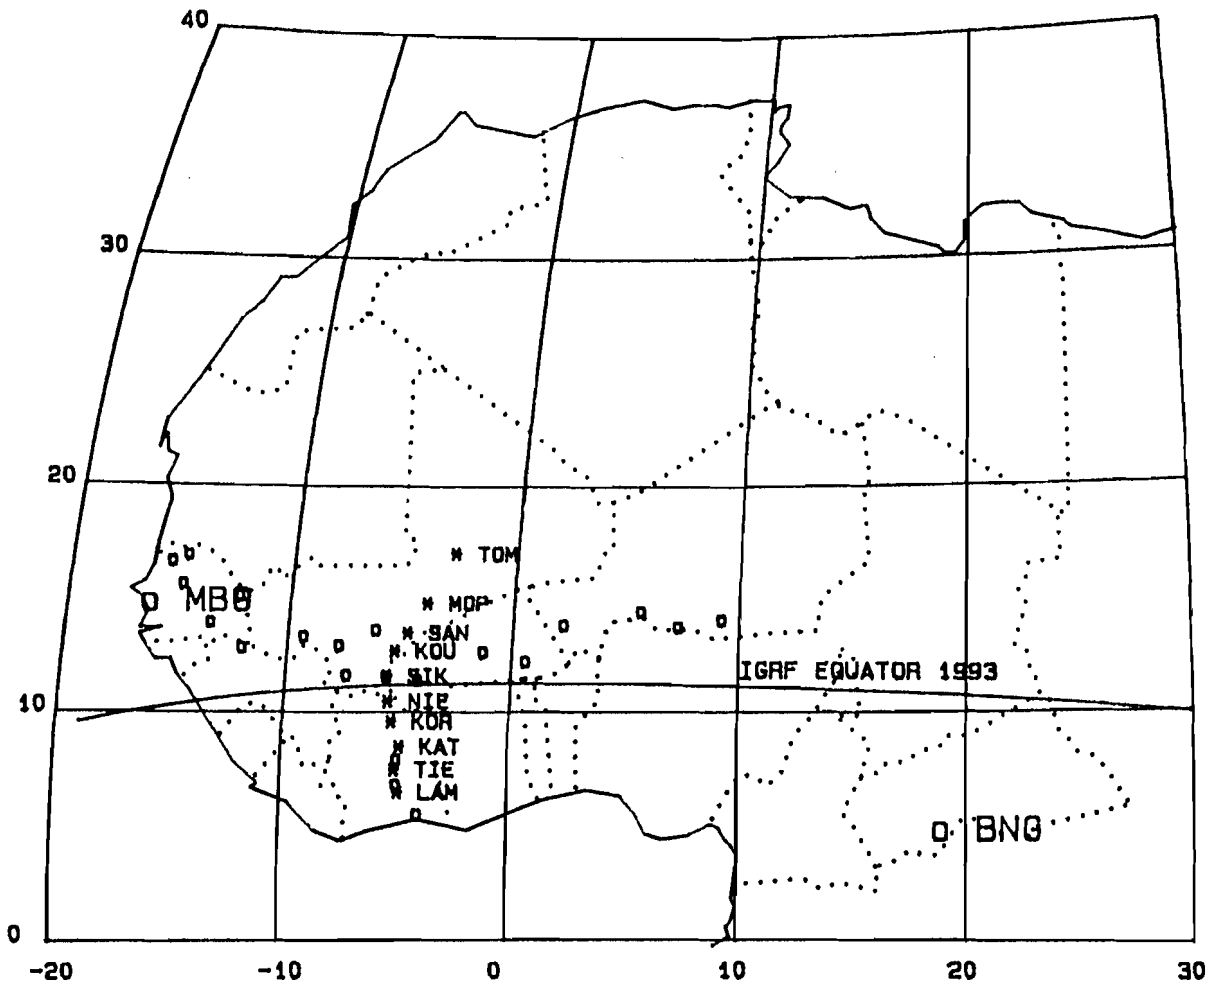 40
30
20
TOM
MBO
MOP
SAN
KOU
SIK
IGRF EQUATOR 1993
NIE
10
KOR
KAT
TIE
LAM
BNG
0
-20 -10 0 10 20 30